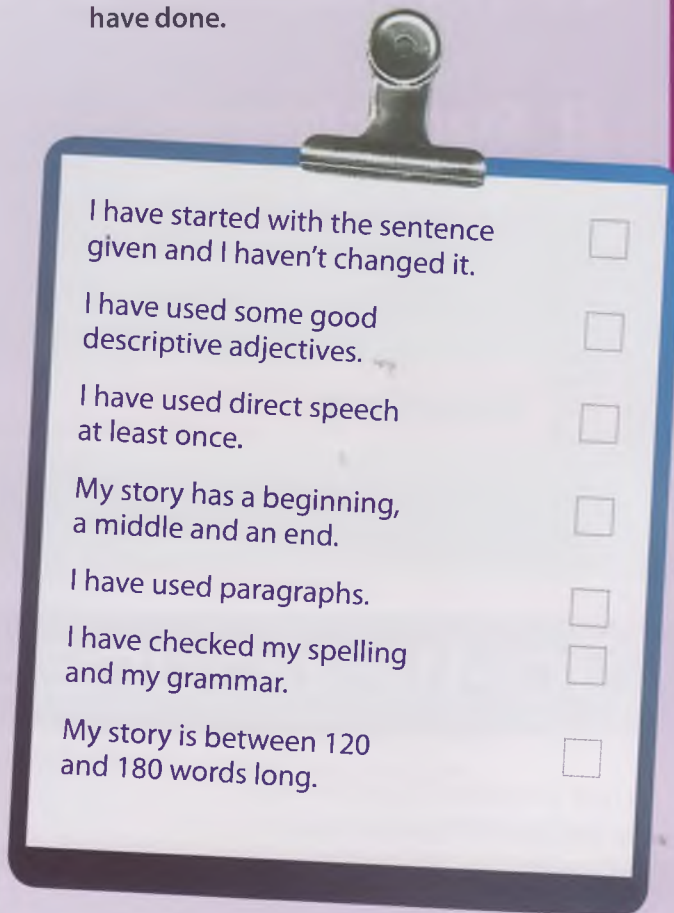 have done.
I have started with the sentence
given and I haven't changed it.
I have used some good
descriptive adjectives.
I have used direct speech
at least once.
My story has a beginning,
a middle and an end.
I have used paragraphs.
I have checked my spelling
and my grammar.
My story is between 120
and 180 words long.